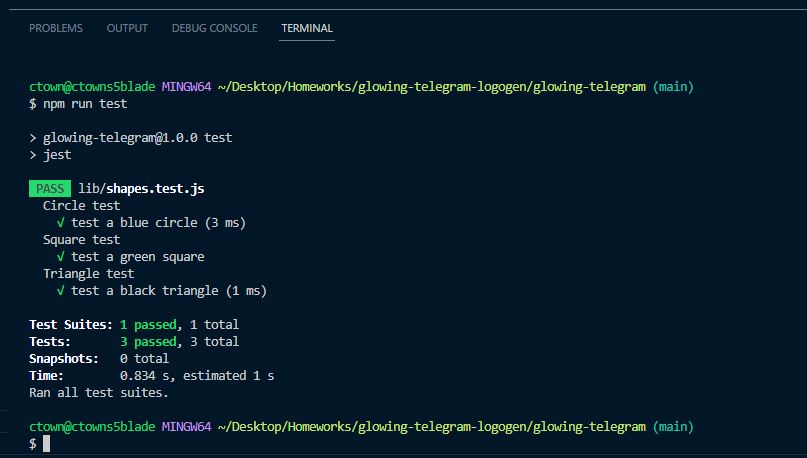 PROBLEMS OUTPUT DEBUG CONSOLE TERMINAL
ctown@ctowns5blade MINGW64 ~/Desktop/Homeworks/glowing-telegram-logogen/glowing-telegram (main)
$ npm run test
> glowing-telegram@1.0.0 test
> jest
PASS lib/shapes.test.js
Circle test
√ test a blue circle (3 ms)
Square test
√ test a green square
Triangle test
√ test a black triangle (1 ms)
Test Suites: 1 passed, 1 total
Tests: 3 passed, 3 total
Snapshots: 0 total
Time: 0.834 s, estimated 1 s
Ran all test suites.
ctown@ctowns5blade MINGW64 ~/Desktop/Homeworks/glowing-telegram-logogen/glowing-telegram (main)
$